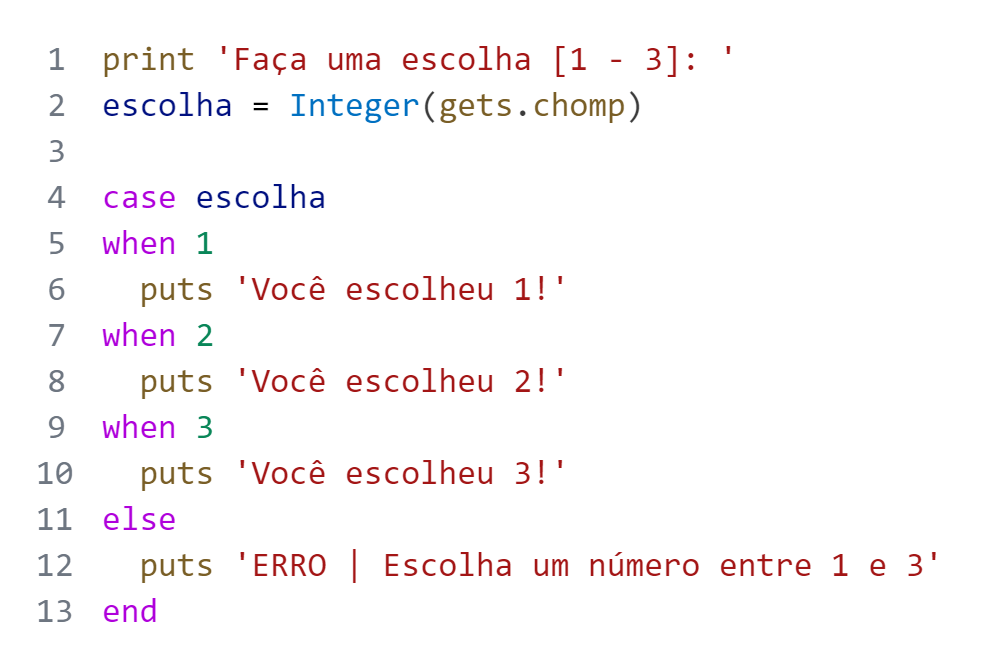 1 print 'Faça uma escolha [1 - 3]: '
2 escolha = Integer(gets.chomp)
3
4 case escolha
5 when 1
6   puts 'Você escolheu 1!'
7 when 2
8   puts 'Você escolheu 2!'
9 when 3
10   puts 'Você escolheu 3!'
11 else
12   puts 'ERRO | Escolha um número entre 1 e 3'
13 end